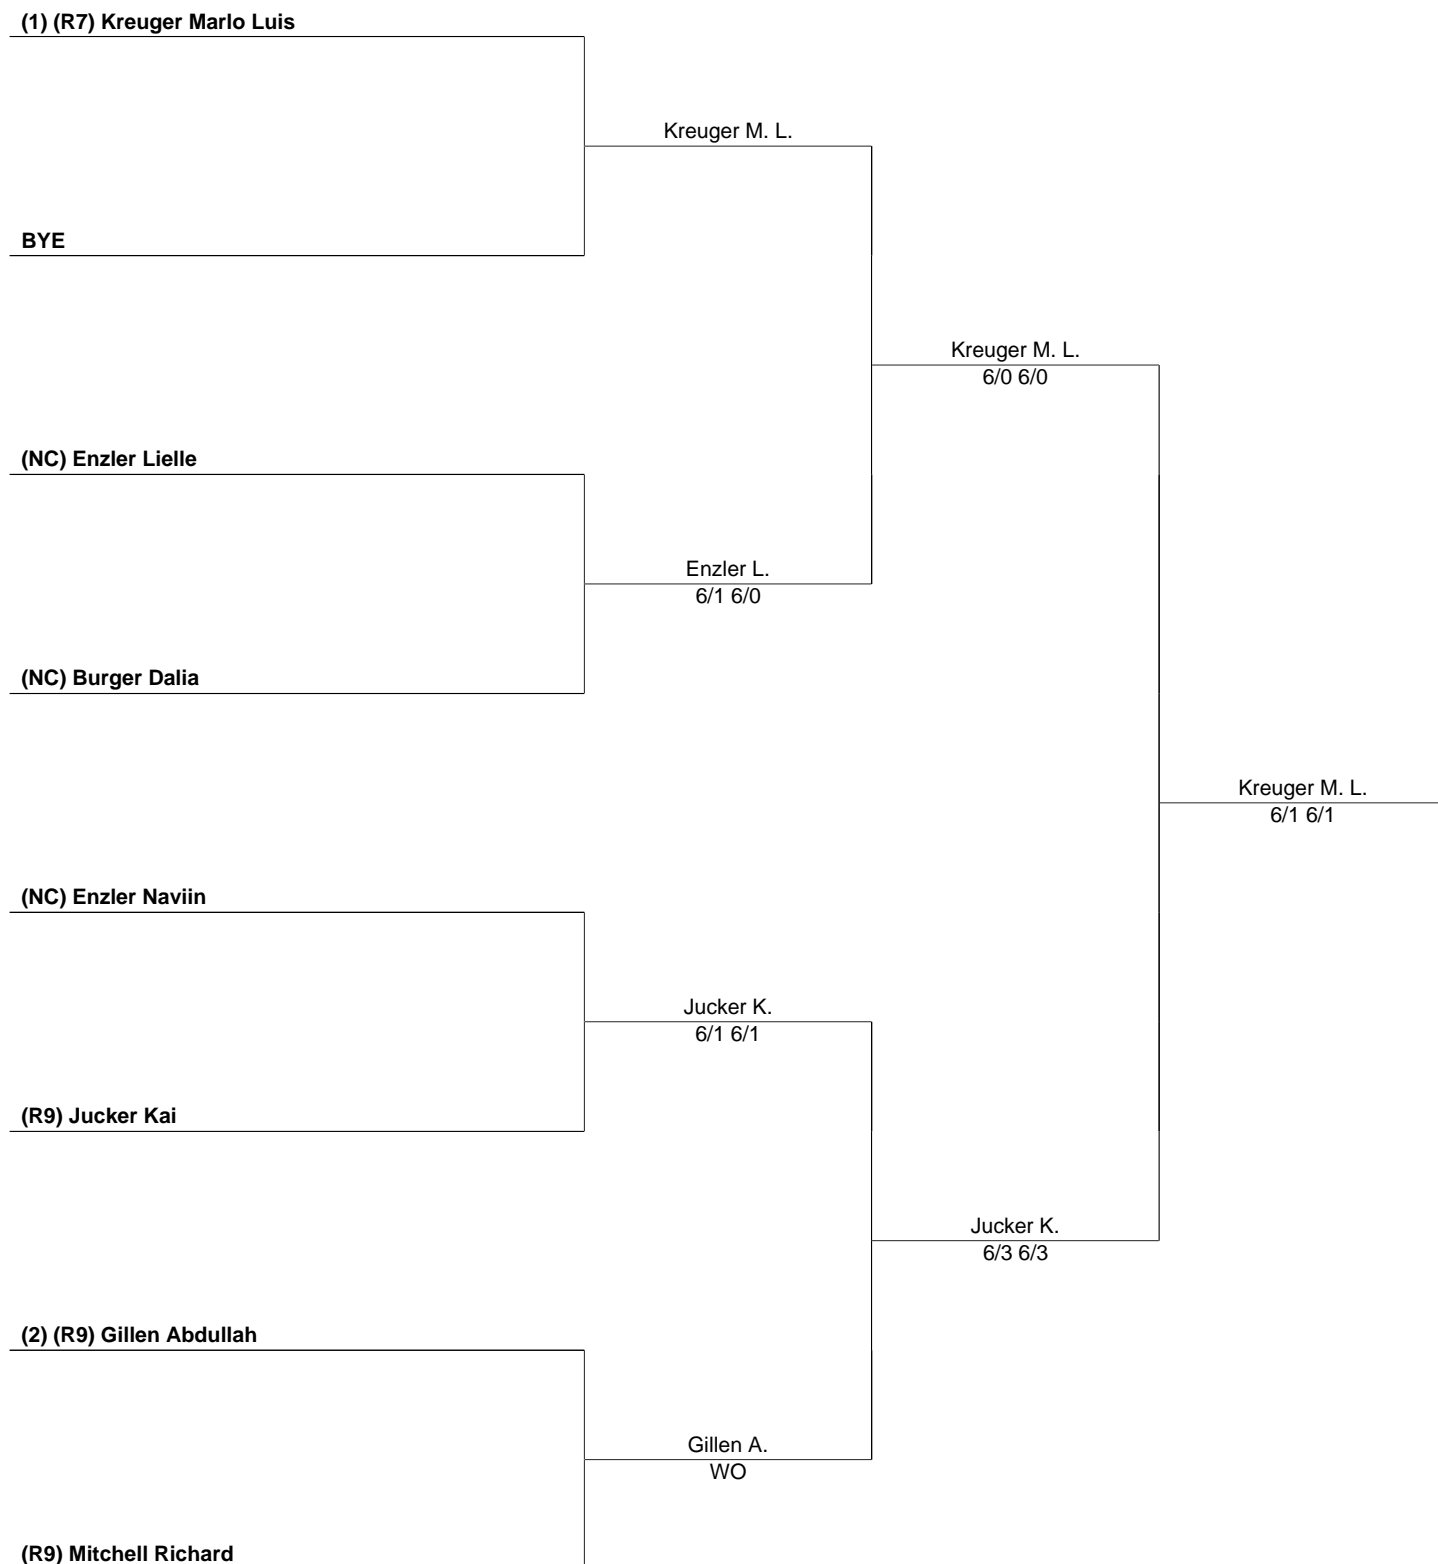 (1) (R7) Kreuger Marlo Luis
Kreuger M. L.
BYE
Kreuger M. L.
6/0 6/0
(NC) Enzler Lielle
Enzler L.
6/1 6/0
(NC) Burger Dalia
Kreuger M. L.
6/1 6/1
(NC) Enzler Naviin
Jucker K.
6/1 6/1
(R9) Jucker Kai
Jucker K.
6/3 6/3
(2) (R9) Gillen Abdullah
Gillen A.
WO
(R9) Mitchell Richard